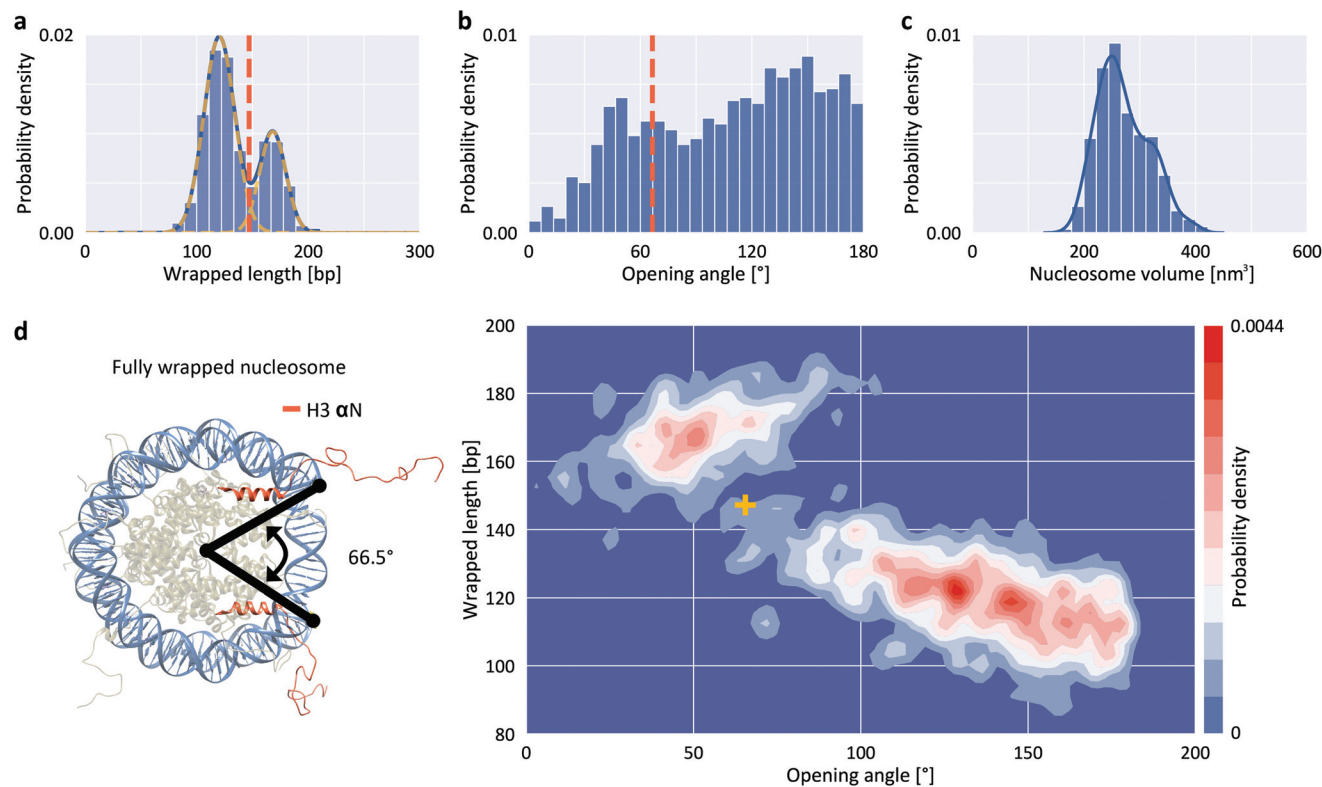 a
0.02
Probability density
0.00
0
100
200
300
Wrapped length [bp]
b
0.01
Probability density
0.00
0
60
120
180
Opening angle [°]
c
0.01
Probability density
0.00
0
200
400
600
Nucleosome volume [nm³]
d
Fully wrapped nucleosome
H3 αN
66.5°
200
180
160
140
120
100
80
Wrapped length [bp]
0
50
100
150
200
Opening angle [°]
0.0044
Probability density
0